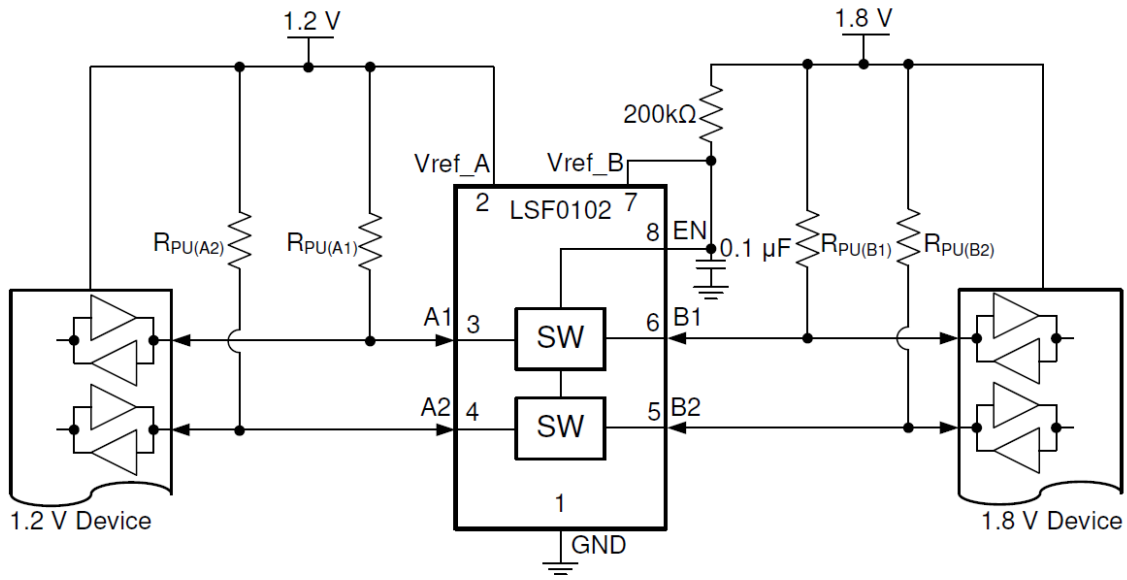 1.2 V
1.8 V
200kΩ
Vref_A
Vref_B
2
LSF0102
7
8
EN
0.1 µF
RPU(A2)
RPU(A1)
RPU(B1)
RPU(B2)
A1
3
SW
6
B1
A2
4
SW
5
B2
1
GND
1.2 V Device
1.8 V Device